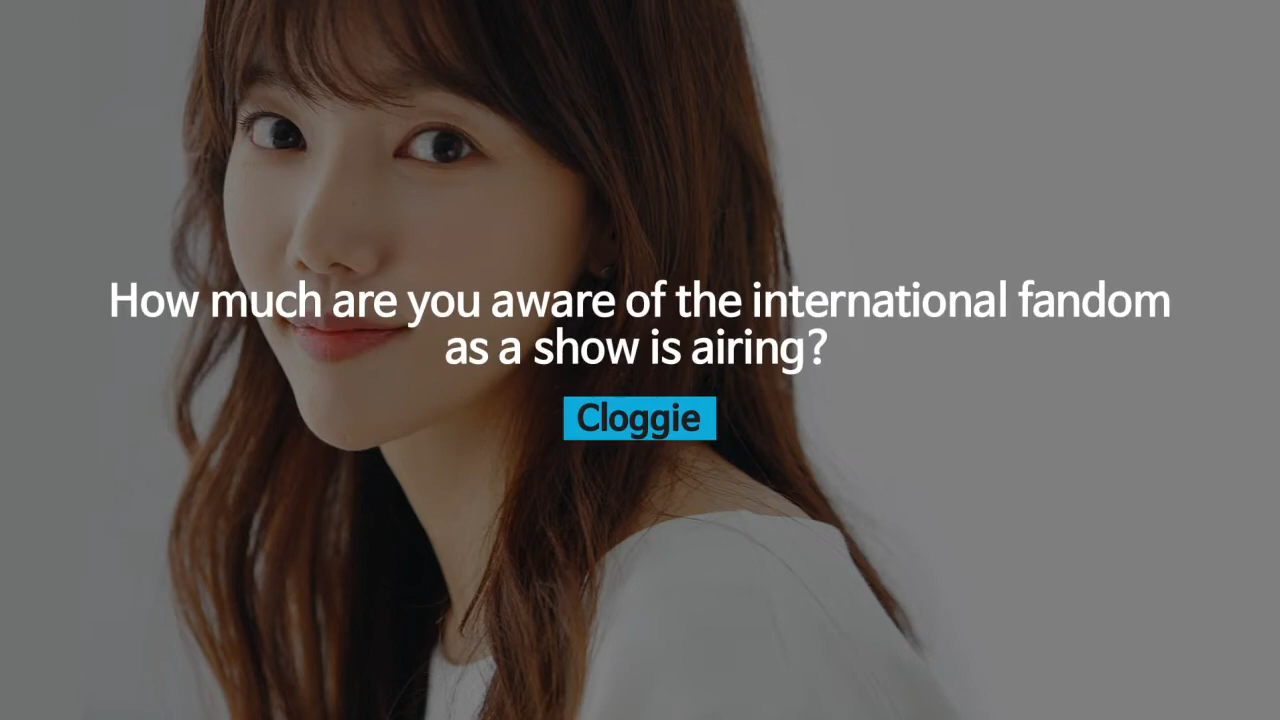 How much are you aware of the international fandom
as a show is airing?
Cloggie